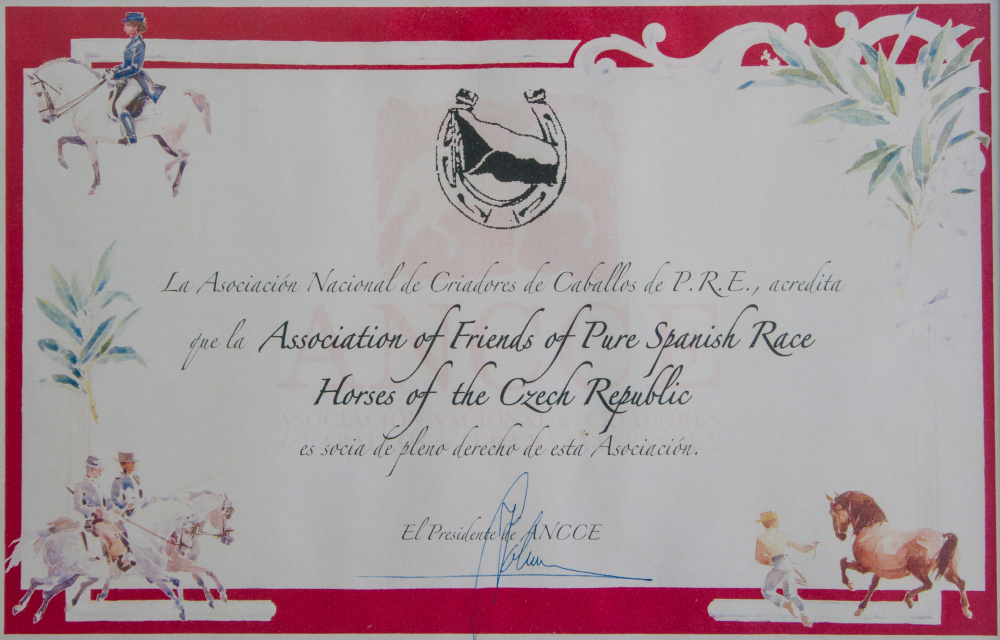 La Asociación Nacional de Criadores de Caballos de P.R.E., acredita
que la Association of Friends of Pure Spanish Race
Horses of the Czech Republic
es socia de pleno derecho de esta Asociación.
El Presidente de ANCCE
ANCCE